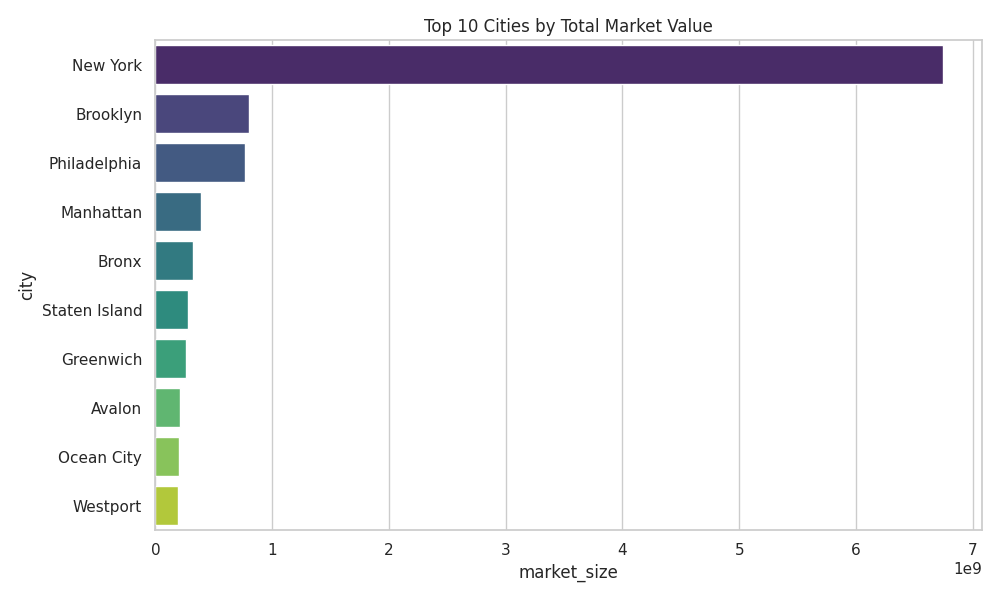 Top 10 Cities by Total Market Value
New York
Brooklyn
Philadelphia
Manhattan
Bronx
Staten Island
Greenwich
Avalon
Ocean City
Westport
city
0 1 2 3 4 5 6 7
1e9
market_size